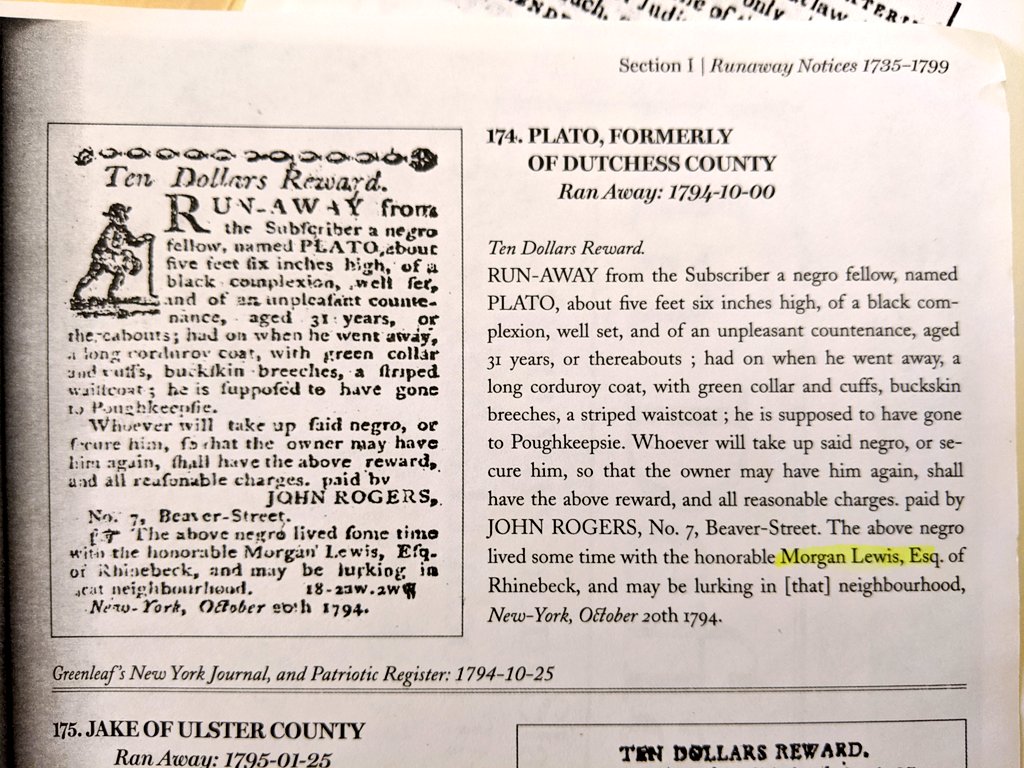 only
Section I | Runaway Notices 1735–1799
Ten Dollars Reward.
RUN-AWAY from
the Subſcriber a negro
fellow, named PLATO, about
five feet ſix inches high, of a
black complexion, well ſet,
and of an unpleaſant counte-
nance, aged 31 years, or
thereabouts; had on when he went away,
a long corduroy coat, with green collar
and cuffs, buckſkin breeches, a ſtriped
waiſtcoat; he is ſuppoſed to have gone
to Poughkeepſie.
Whoever will take up ſaid negro, or
ſecure him, ſo that the owner may have
him again, ſhall have the above reward,
and all reaſonable charges. paid by
JOHN ROGERS,
No. 7, Beaver-Street.
☞ The above negro lived ſome time
with the honorable Morgan Lewis, Eſq.
of Rhinebeck, and may be lurking in
neighbourhood. 18-2aw.2w¶
New-York, October 20th 1794.
174. PLATO, FORMERLY
OF DUTCHESS COUNTY
Ran Away: 1794-10-00
Ten Dollars Reward.
RUN-AWAY from the Subscriber a negro fellow, named
PLATO, about five feet six inches high, of a black com-
plexion, well set, and of an unpleasant countenance, aged
31 years, or thereabouts ; had on when he went away, a
long corduroy coat, with green collar and cuffs, buckskin
breeches, a striped waistcoat ; he is supposed to have gone
to Poughkeepsie. Whoever will take up said negro, or se-
cure him, so that the owner may have him again, shall
have the above reward, and all reasonable charges. paid by
JOHN ROGERS, No. 7, Beaver-Street. The above negro
lived some time with the honorable Morgan Lewis, Esq. of
Rhinebeck, and may be lurking in [that] neighbourhood,
New-York, October 20th 1794.
Greenleaf's New York Journal, and Patriotic Register: 1794-10-25
175. JAKE OF ULSTER COUNTY
Ran Away: 1795-01-25
TEN DOLLARS REWARD.